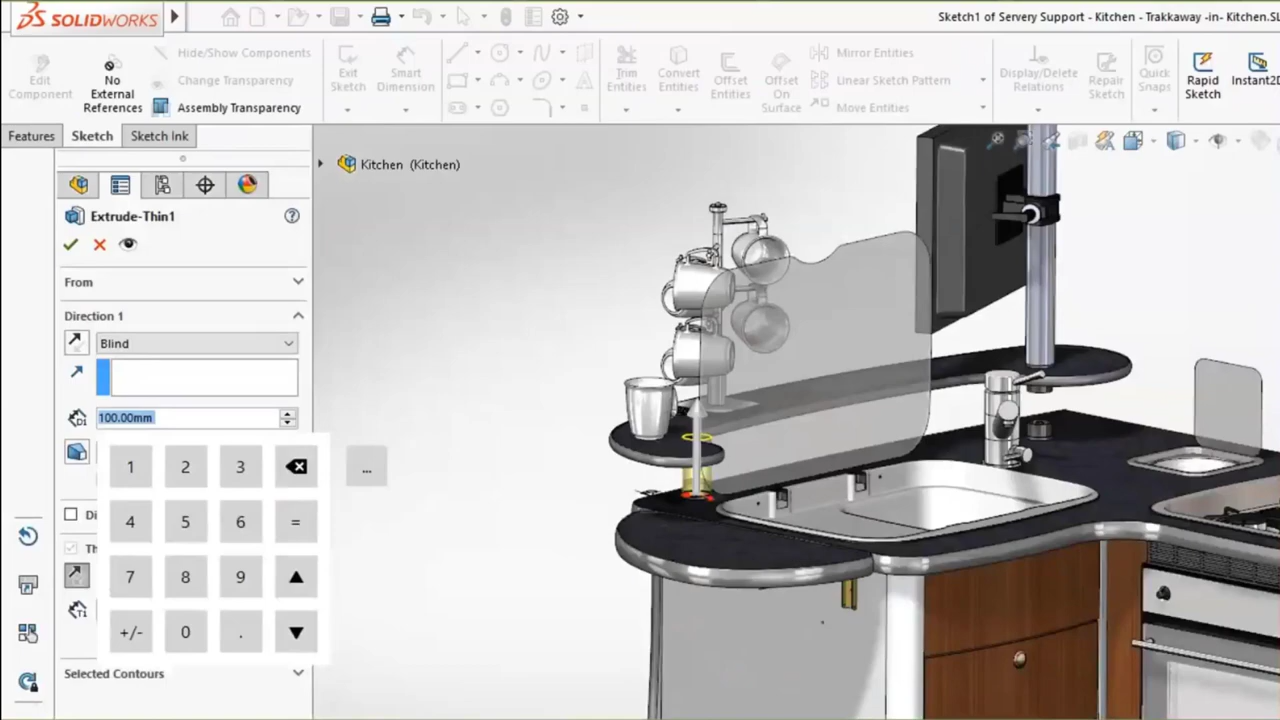 SOLIDWORKS
Sketch1 of Servery Support - Kitchen - Trakkaway -in- Kitchen.SL
Edit Component
No External References
Hide/Show Components
Change Transparency
Assembly Transparency
Exit Sketch
Smart Dimension
Trim Entities
Convert Entities
Offset Entities
Offset On Surface
Mirror Entities
Linear Sketch Pattern
Move Entities
Display/Delete Relations
Repair Sketch
Quick Snaps
Rapid Sketch
Instant2D
Features
Sketch
Sketch Ink
Kitchen (Kitchen)
Extrude-Thin1
From
Direction 1
Blind
D1
100.00mm
1 2 3 ...
4 5 6 =
7 8 9
+/- 0 .
Di
Th
T1
Selected Contours